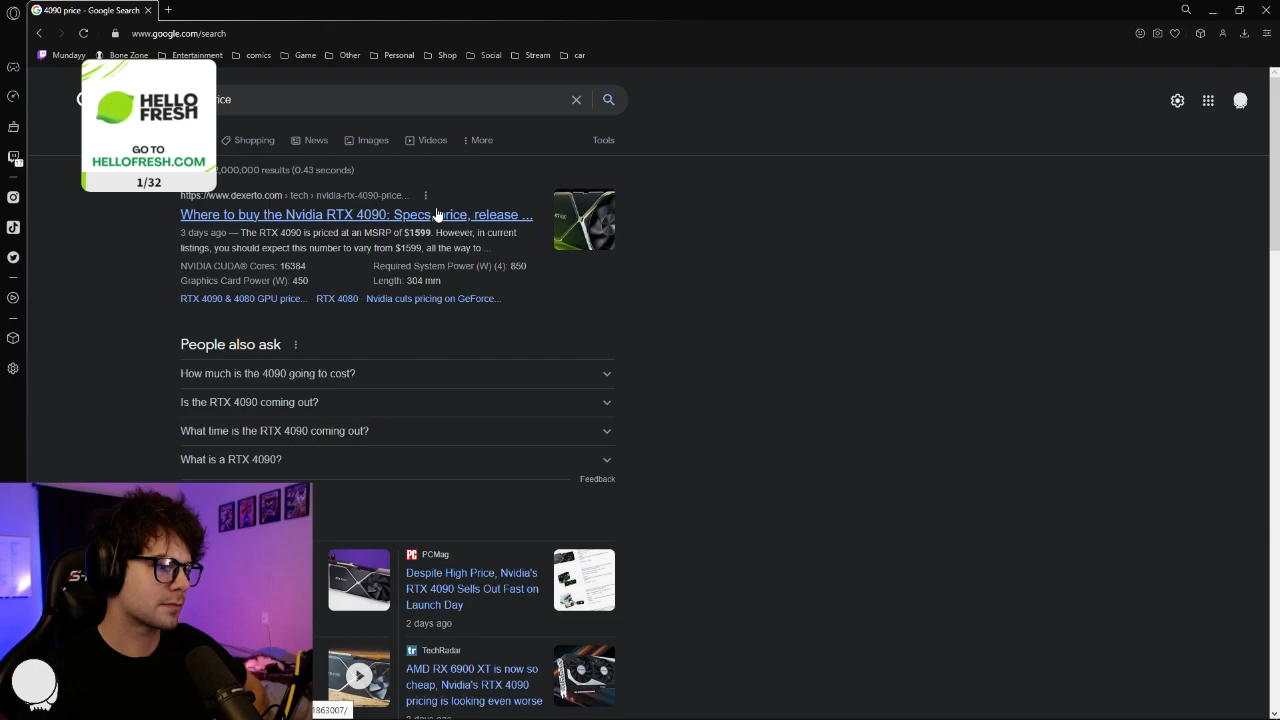 4090 price - Google Search
www.google.com/search
Mundayy
Bone Zone
Entertainment
comics
Game
Other
Personal
Shop
Social
Stream
car
HELLO
FRESH
GO TO
HELLOFRESH.COM
1/32
rice
Shopping
News
Images
Videos
More
Tools
2,000,000 results (0.43 seconds)
https://www.dexerto.com › tech › nvidia-rtx-4090-price...
Where to buy the Nvidia RTX 4090: Specs, price, release ...
3 days ago — The RTX 4090 is priced at an MSRP of $1599. However, in current
listings, you should expect this number to vary from $1599, all the way to ...
NVIDIA CUDA® Cores: 16384
Required System Power (W) (4): 850
Graphics Card Power (W): 450
Length: 304 mm
RTX 4090 & 4080 GPU price... · RTX 4080 · Nvidia cuts pricing on GeForce...
People also ask
How much is the 4090 going to cost?
Is the RTX 4090 coming out?
What time is the RTX 4090 coming out?
What is a RTX 4090?
Feedback
PC PCMag
Despite High Price, Nvidia's
RTX 4090 Sells Out Fast on
Launch Day
2 days ago
tr TechRadar
AMD RX 6900 XT is now so
cheap, Nvidia's RTX 4090
pricing is looking even worse
1863007/